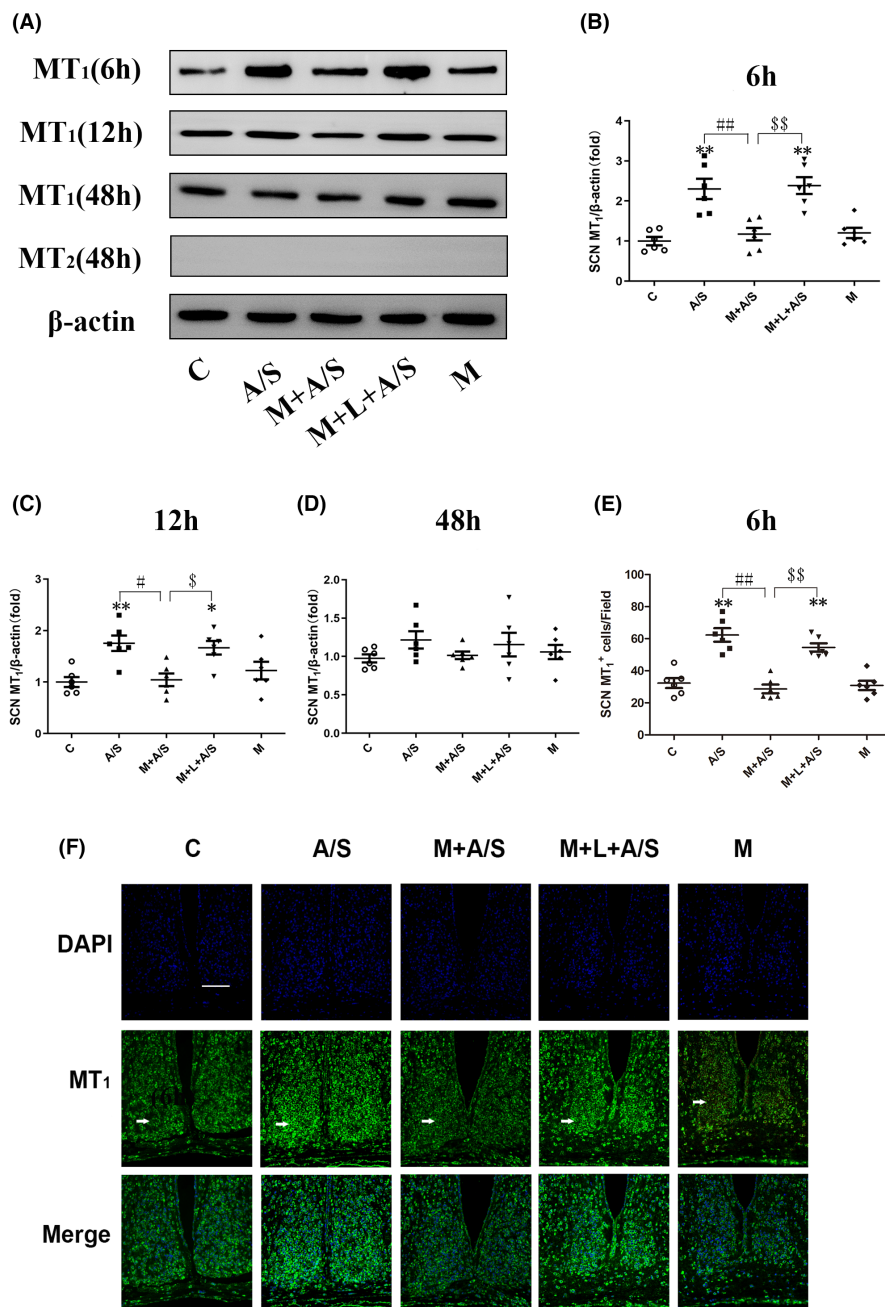 (A)
MT₁(6h)
MT₁(12h)
MT₁(48h)
MT₂(48h)
β-actin
C
A/S
M+A/S
M+L+A/S
M
(B)
6h
SCN MT₁/β-actin(fold)
4
3
2
1
0
**
##
$$
**
C
A/S
M+A/S
M+L+A/S
M
(C)
12h
SCN MT₁/β-actin(fold)
3
2
1
0
**
#
$
*
C
A/S
M+A/S
M+L+A/S
M
(D)
48h
SCN MT₁/β-actin(fold)
2.0
1.5
1.0
0.5
0.0
C
A/S
M+A/S
M+L+A/S
M
(E)
6h
SCN MT₁⁺ cells/Field
100
80
60
40
20
0
**
##
$$
**
C
A/S
M+A/S
M+L+A/S
M
(F)
C
A/S
M+A/S
M+L+A/S
M
DAPI
MT₁
Merge